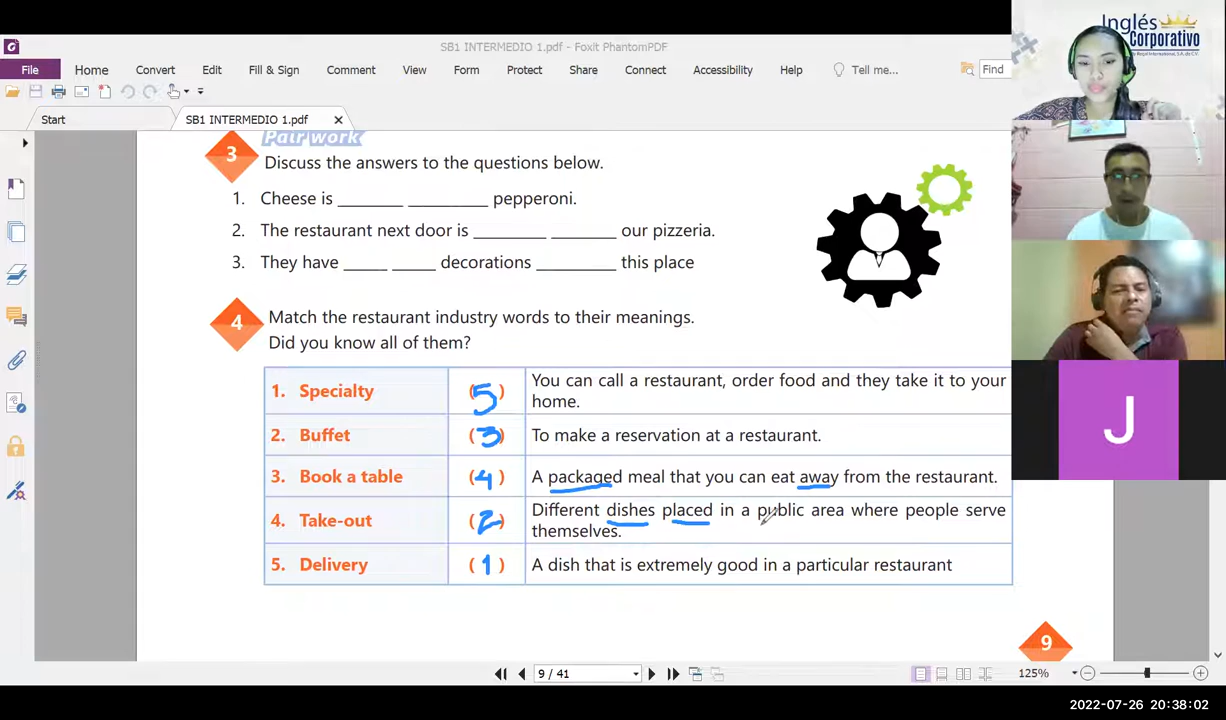 SB1 INTERMEDIO 1.pdf - Foxit PhantomPDF
File Home Convert Edit Fill & Sign Comment View Form Protect Share Connect Accessibility Help Tell me... Find
Start SB1 INTERMEDIO 1.pdf
Inglés
Corporativo
Pair work
3 Discuss the answers to the questions below.
1. Cheese is ________ __________ pepperoni.
2. The restaurant next door is _________ ________ our pizzeria.
3. They have _____ _____ decorations __________ this place
4 Match the restaurant industry words to their meanings.
Did you know all of them?
1. Specialty (5) You can call a restaurant, order food and they take it to your
home.
2. Buffet (3) To make a reservation at a restaurant.
3. Book a table (4) A packaged meal that you can eat away from the restaurant.
4. Take-out (2) Different dishes placed in a public area where people serve
themselves.
5. Delivery (1) A dish that is extremely good in a particular restaurant
J
9
9 / 41
125%
2022-07-26 20:38:02